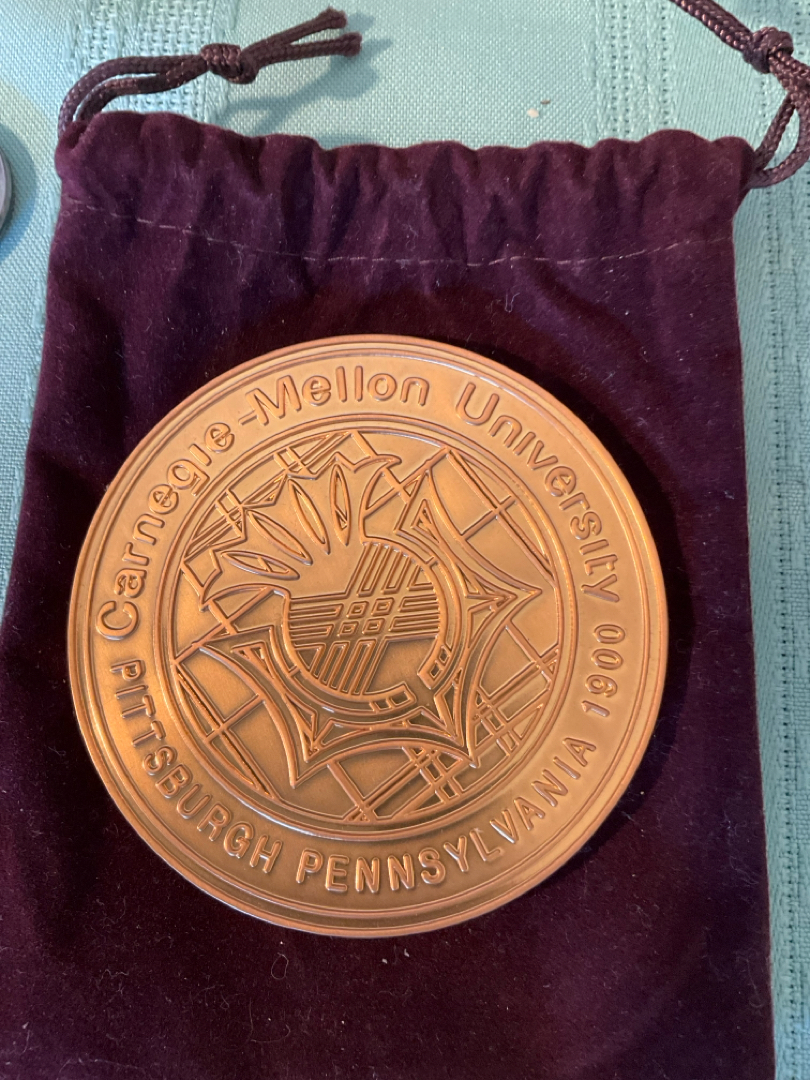 Carnegie-Mellon University
PITTSBURGH PENNSYLVANIA 1900